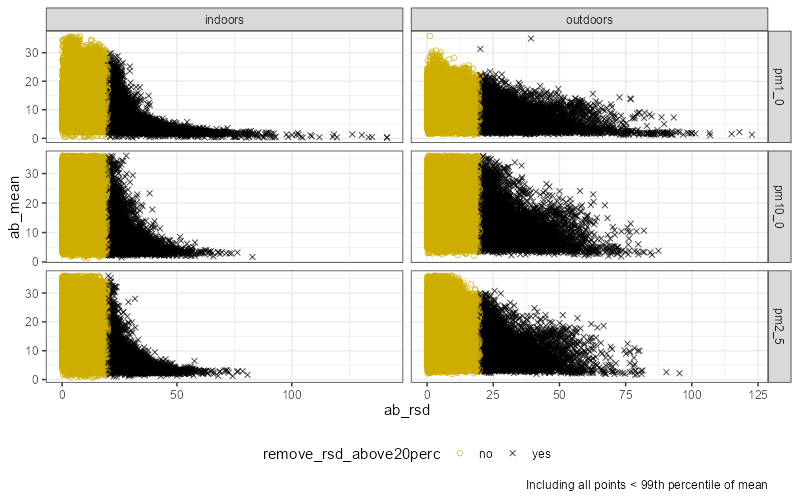 indoors
outdoors
ab_mean
30
20
10
0
pm1_0
30
20
10
0
pm10_0
30
20
10
0
pm2_5
0
50
100
0
25
50
75
100
125
ab_rsd
remove_rsd_above20perc no yes
Including all points < 99th percentile of mean